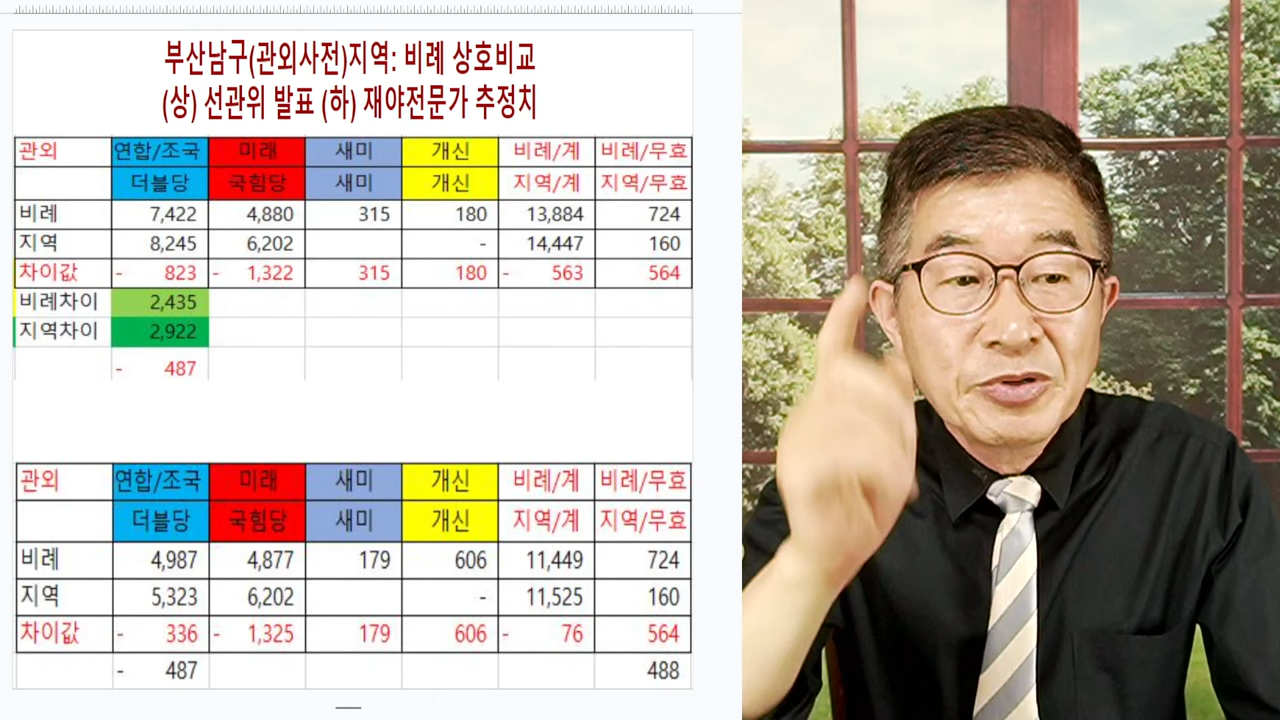 부산남구(관외사전)지역: 비례 상호비교
(상) 선관위 발표 (하) 재야전문가 추정치
관외 연합/조국 미래 새미 개신 비례/계 비례/무효
더블당 국힘당 새미 개신 지역/계 지역/무효
비례 7,422 4,880 315 180 13,884 724
지역 8,245 6,202 - 14,447 160
차이값 - 823 - 1,322 315 180 - 563 564
비례차이 2,435
지역차이 2,922
- 487
관외 연합/조국 미래 새미 개신 비례/계 비례/무효
더블당 국힘당 새미 개신 지역/계 지역/무효
비례 4,987 4,877 179 606 11,449 724
지역 5,323 6,202 - 11,525 160
차이값 - 336 - 1,325 179 606 - 76 564
- 487 488